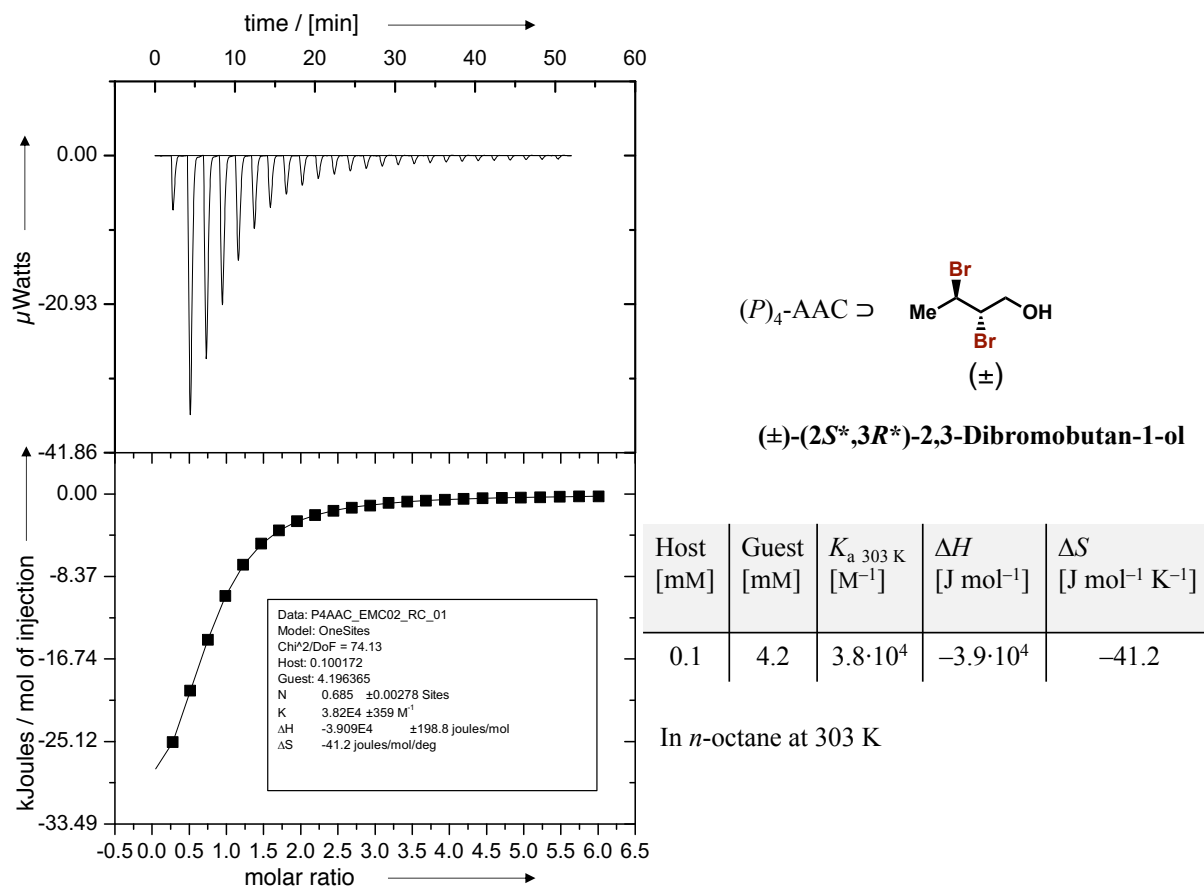 time / [min]
0 10 20 30 40 50 60
0.00
-20.93
-41.86
µWatts
0.00
-8.37
-16.74
-25.12
-33.49
kJoules / mol of injection
Data: P4AAC_EMC02_RC_01
Model: OneSites
Chi^2/DoF = 74.13
Host: 0.100172
Guest: 4.196365
N 0.685 ±0.00278 Sites
K 3.82E4 ±359 M⁻¹
ΔH -3.909E4 ±198.8 joules/mol
ΔS -41.2 joules/mol/deg
-0.5 0.0 0.5 1.0 1.5 2.0 2.5 3.0 3.5 4.0 4.5 5.0 5.5 6.0 6.5
molar ratio
Br
(P)₄-AAC ⊃
Me
OH
Br
(±)
(±)-(2S*,3R*)-2,3-Dibromobutan-1-ol
Host Guest Kₐ 303 K ΔH ΔS
[mM] [mM] [M⁻¹] [J mol⁻¹] [J mol⁻¹ K⁻¹]
0.1 4.2 3.8·10⁴ –3.9·10⁴ –41.2
In n-octane at 303 K